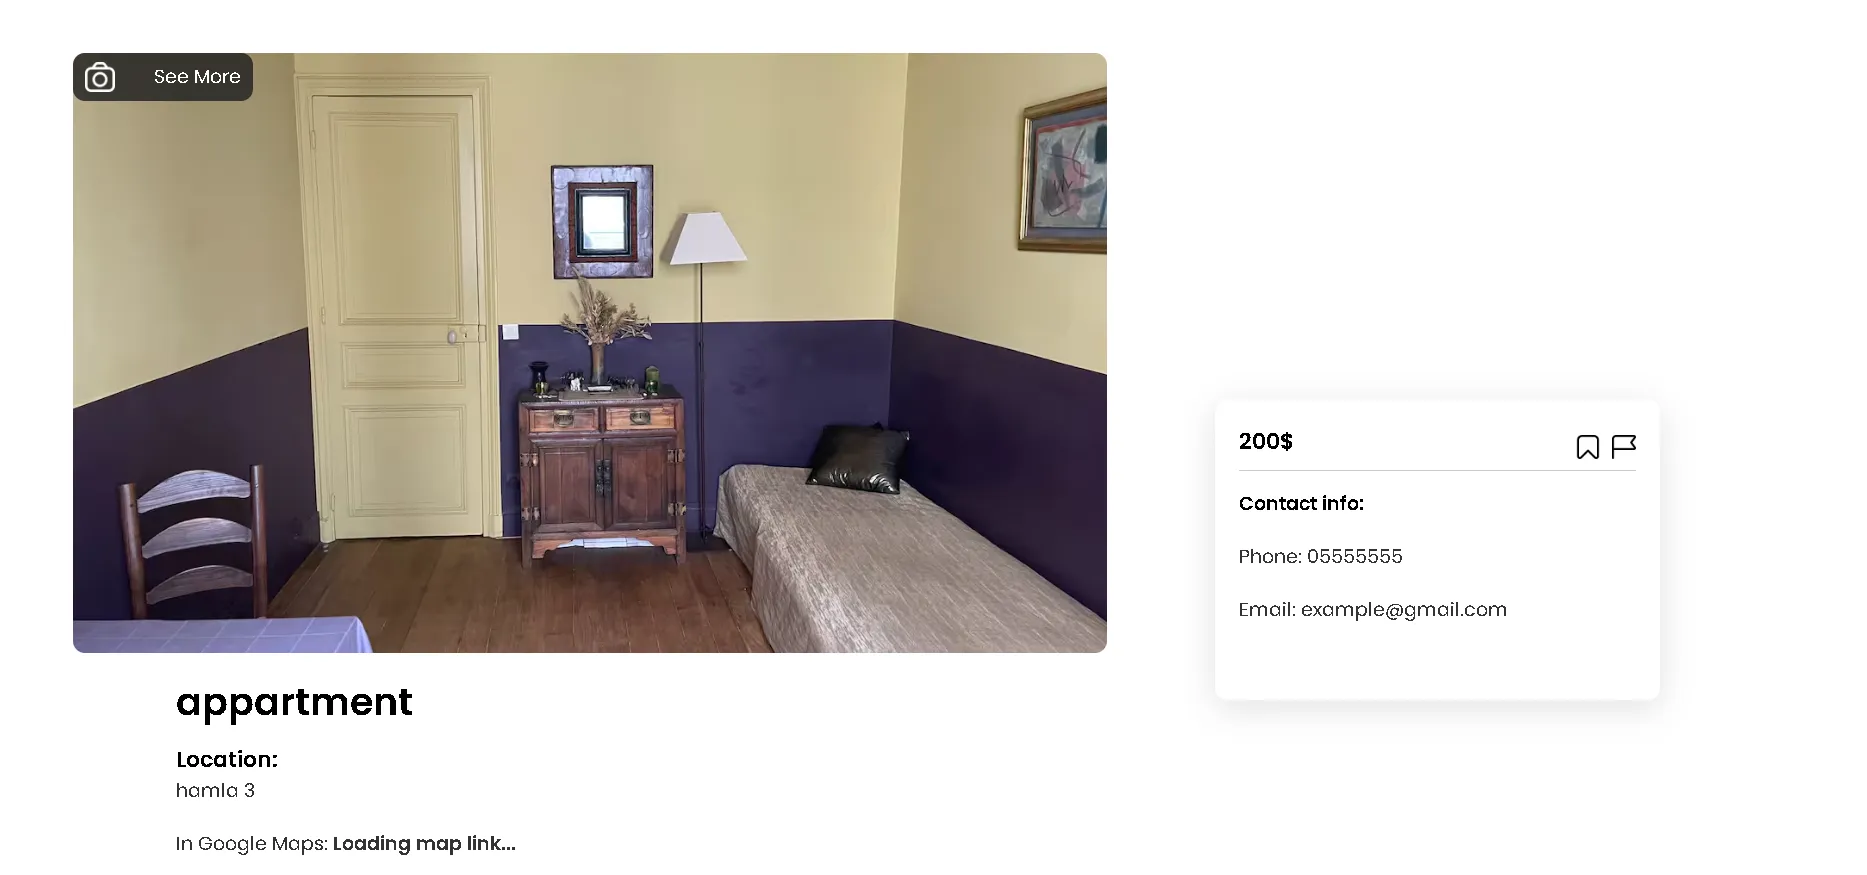 See More
appartment
Location:
hamla 3
In Google Maps: Loading map link...
200$
Contact info:
Phone: 05555555
Email: example@gmail.com